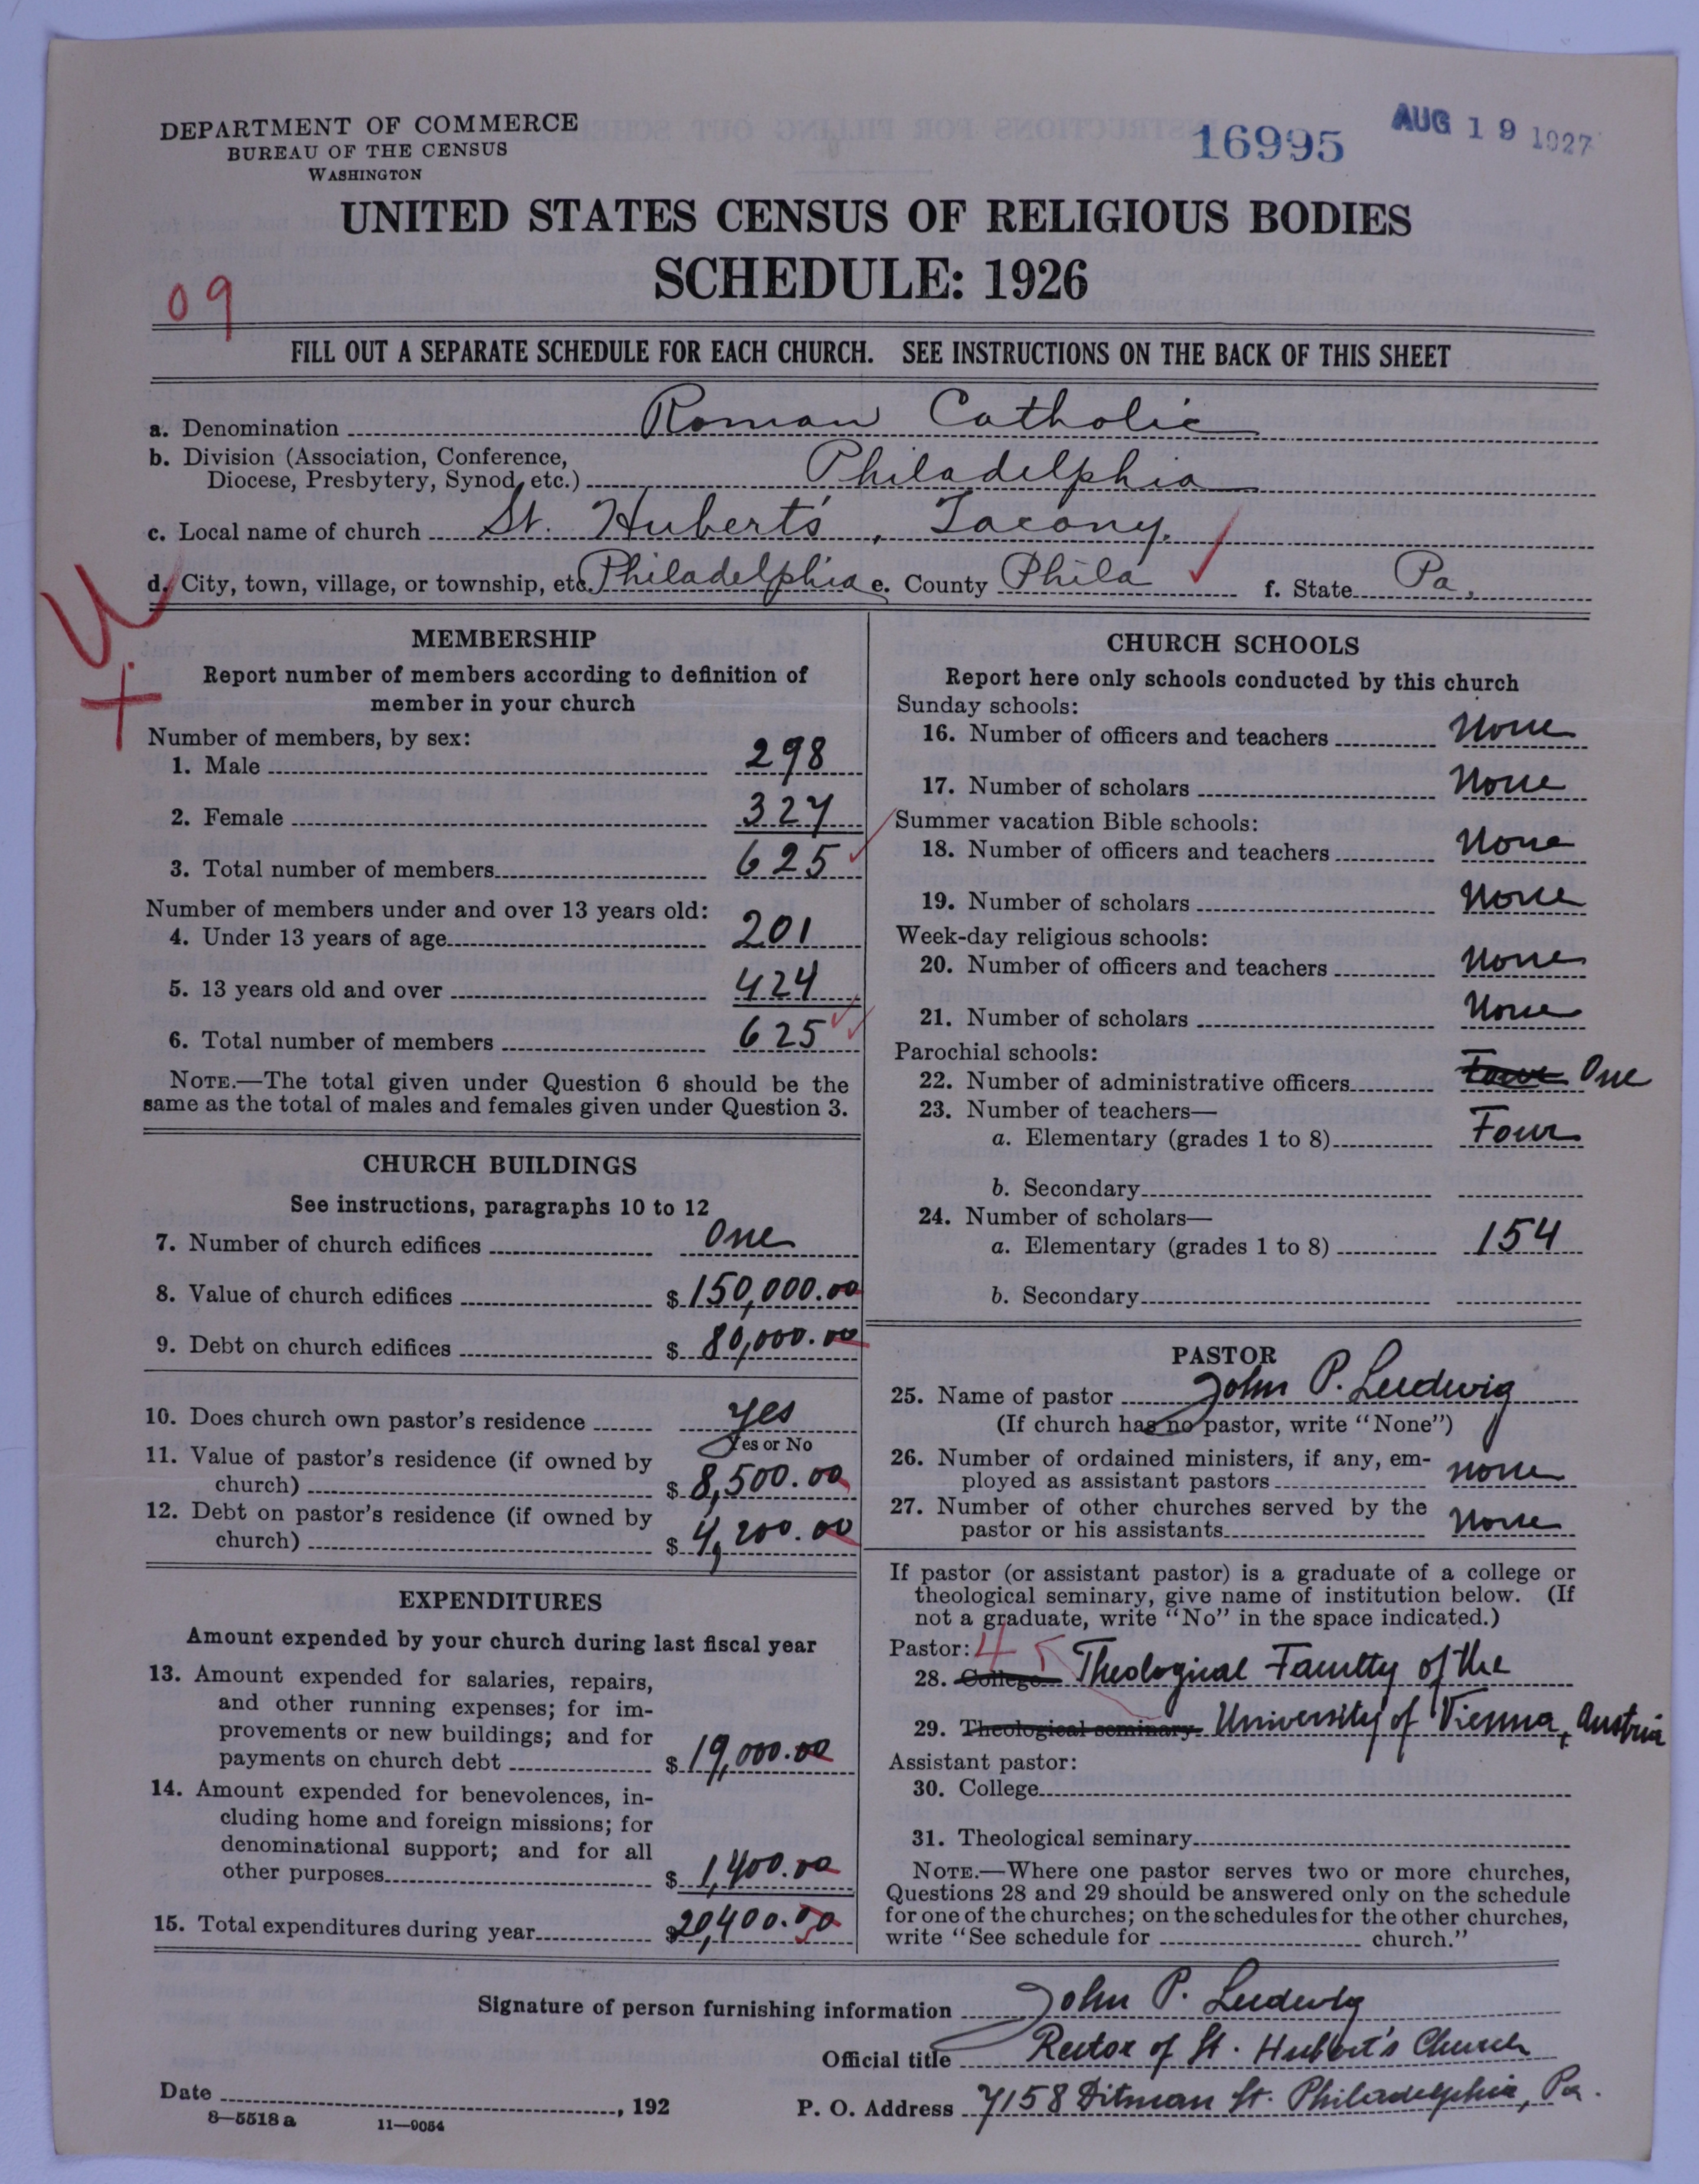 DEPARTMENT OF COMMERCE
BUREAU OF THE CENSUS
WASHINGTON
16995
AUG 19 1927
UNITED STATES CENSUS OF RELIGIOUS BODIES
SCHEDULE: 1926
09
FILL OUT A SEPARATE SCHEDULE FOR EACH CHURCH. SEE INSTRUCTIONS ON THE BACK OF THIS SHEET
a. Denomination Roman Catholic
b. Division (Association, Conference,
Diocese, Presbytery, Synod, etc.) Philadelphia
c. Local name of church St. Hubert's, Tacony.
d. City, town, village, or township, etc. Philadelphia e. County Phila f. State Pa.
MEMBERSHIP
Report number of members according to definition of
member in your church
Number of members, by sex:
1. Male 298
2. Female 327
3. Total number of members 625
Number of members under and over 13 years old:
4. Under 13 years of age 201
5. 13 years old and over 424
6. Total number of members 625
NOTE.—The total given under Question 6 should be the
same as the total of males and females given under Question 3.
CHURCH BUILDINGS
See instructions, paragraphs 10 to 12
7. Number of church edifices One
8. Value of church edifices $ 150,000.00
9. Debt on church edifices $ 80,000.00
10. Does church own pastor's residence Yes
Yes or No
11. Value of pastor's residence (if owned by
church) $ 8,500.00
12. Debt on pastor's residence (if owned by
church) $ 4,200.00
EXPENDITURES
Amount expended by your church during last fiscal year
13. Amount expended for salaries, repairs,
and other running expenses; for im-
provements or new buildings; and for
payments on church debt $ 19,000.00
14. Amount expended for benevolences, in-
cluding home and foreign missions; for
denominational support; and for all
other purposes $ 1,400.00
15. Total expenditures during year $ 20,400.00
CHURCH SCHOOLS
Report here only schools conducted by this church
Sunday schools:
16. Number of officers and teachers None
17. Number of scholars None
Summer vacation Bible schools:
18. Number of officers and teachers None
19. Number of scholars None
Week-day religious schools:
20. Number of officers and teachers None
21. Number of scholars None
Parochial schools:
22. Number of administrative officers Four One
23. Number of teachers—
a. Elementary (grades 1 to 8) Four
b. Secondary
24. Number of scholars—
a. Elementary (grades 1 to 8) 154
b. Secondary
PASTOR
25. Name of pastor John P. Ludwig
(If church has no pastor, write "None")
26. Number of ordained ministers, if any, em-
ployed as assistant pastors none
27. Number of other churches served by the
pastor or his assistants None
If pastor (or assistant pastor) is a graduate of a college or
theological seminary, give name of institution below. (If
not a graduate, write "No" in the space indicated.)
Pastor: 4
28. College Theological Faculty of the
29. Theological seminary University of Vienna, Austria
Assistant pastor:
30. College
31. Theological seminary
NOTE.—Where one pastor serves two or more churches,
Questions 28 and 29 should be answered only on the schedule
for one of the churches; on the schedules for the other churches,
write "See schedule for church."
Signature of person furnishing information John P. Ludwig
Official title Rector of St. Hubert's Church
Date , 192 P. O. Address 7158 Ditman St. Philadelphia, Pa.
8—5518 a 11—9054